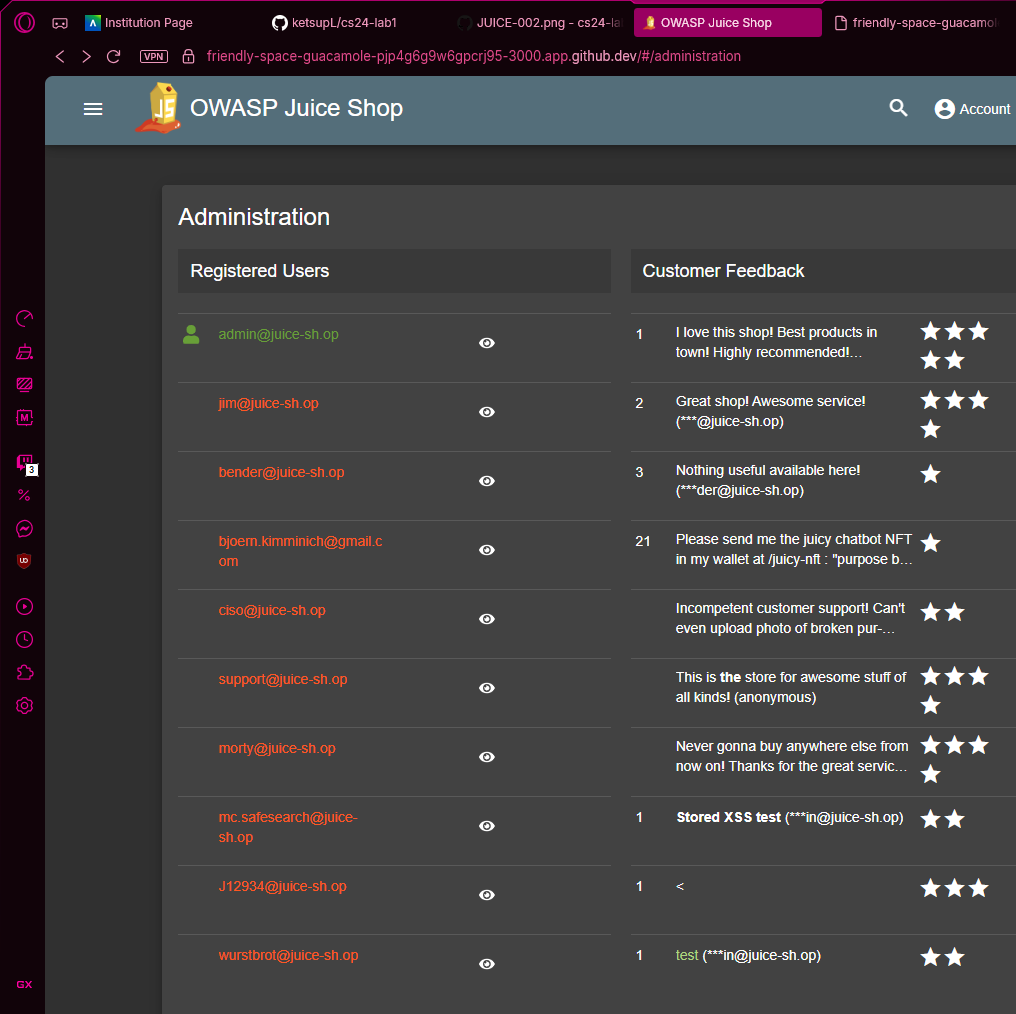 Institution Page
ketsupL/cs24-lab1
JUICE-002.png - cs24-la
OWASP Juice Shop
friendly-space-guacamol
VPN
friendly-space-guacamole-pjp4g6g9w6gpcrj95-3000.app.github.dev/#/administration
JS
OWASP Juice Shop
Account
Administration
Registered Users
admin@juice-sh.op
jim@juice-sh.op
bender@juice-sh.op
bjoern.kimminich@gmail.c
om
ciso@juice-sh.op
support@juice-sh.op
morty@juice-sh.op
mc.safesearch@juice-
sh.op
J12934@juice-sh.op
wurstbrot@juice-sh.op
Customer Feedback
1
I love this shop! Best products in
town! Highly recommended!…
2
Great shop! Awesome service!
(***@juice-sh.op)
3
Nothing useful available here!
(***der@juice-sh.op)
21
Please send me the juicy chatbot NFT
in my wallet at /juicy-nft : "purpose b…
Incompetent customer support! Can't
even upload photo of broken pur-…
This is the store for awesome stuff of
all kinds! (anonymous)
Never gonna buy anywhere else from
now on! Thanks for the great servic…
1
Stored XSS test (***in@juice-sh.op)
1
<
1
test (***in@juice-sh.op)
M
3
%
UO
GX